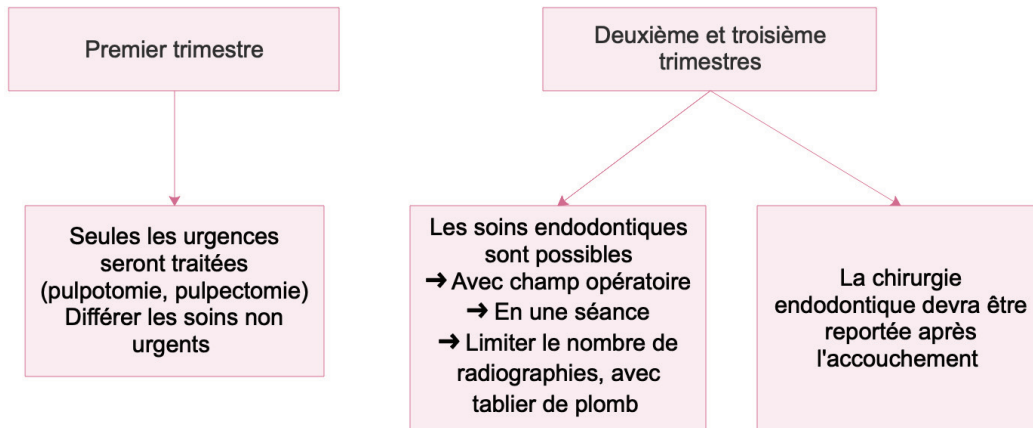 Premier trimestre
Deuxième et troisième
trimestres
Seules les urgences
seront traitées
(pulpotomie, pulpectomie)
Différer les soins non
urgents
Les soins endodontiques
sont possibles
→ Avec champ opératoire
→ En une séance
→ Limiter le nombre de
radiographies, avec
tablier de plomb
La chirurgie
endodontique devra être
reportée après
l'accouchement